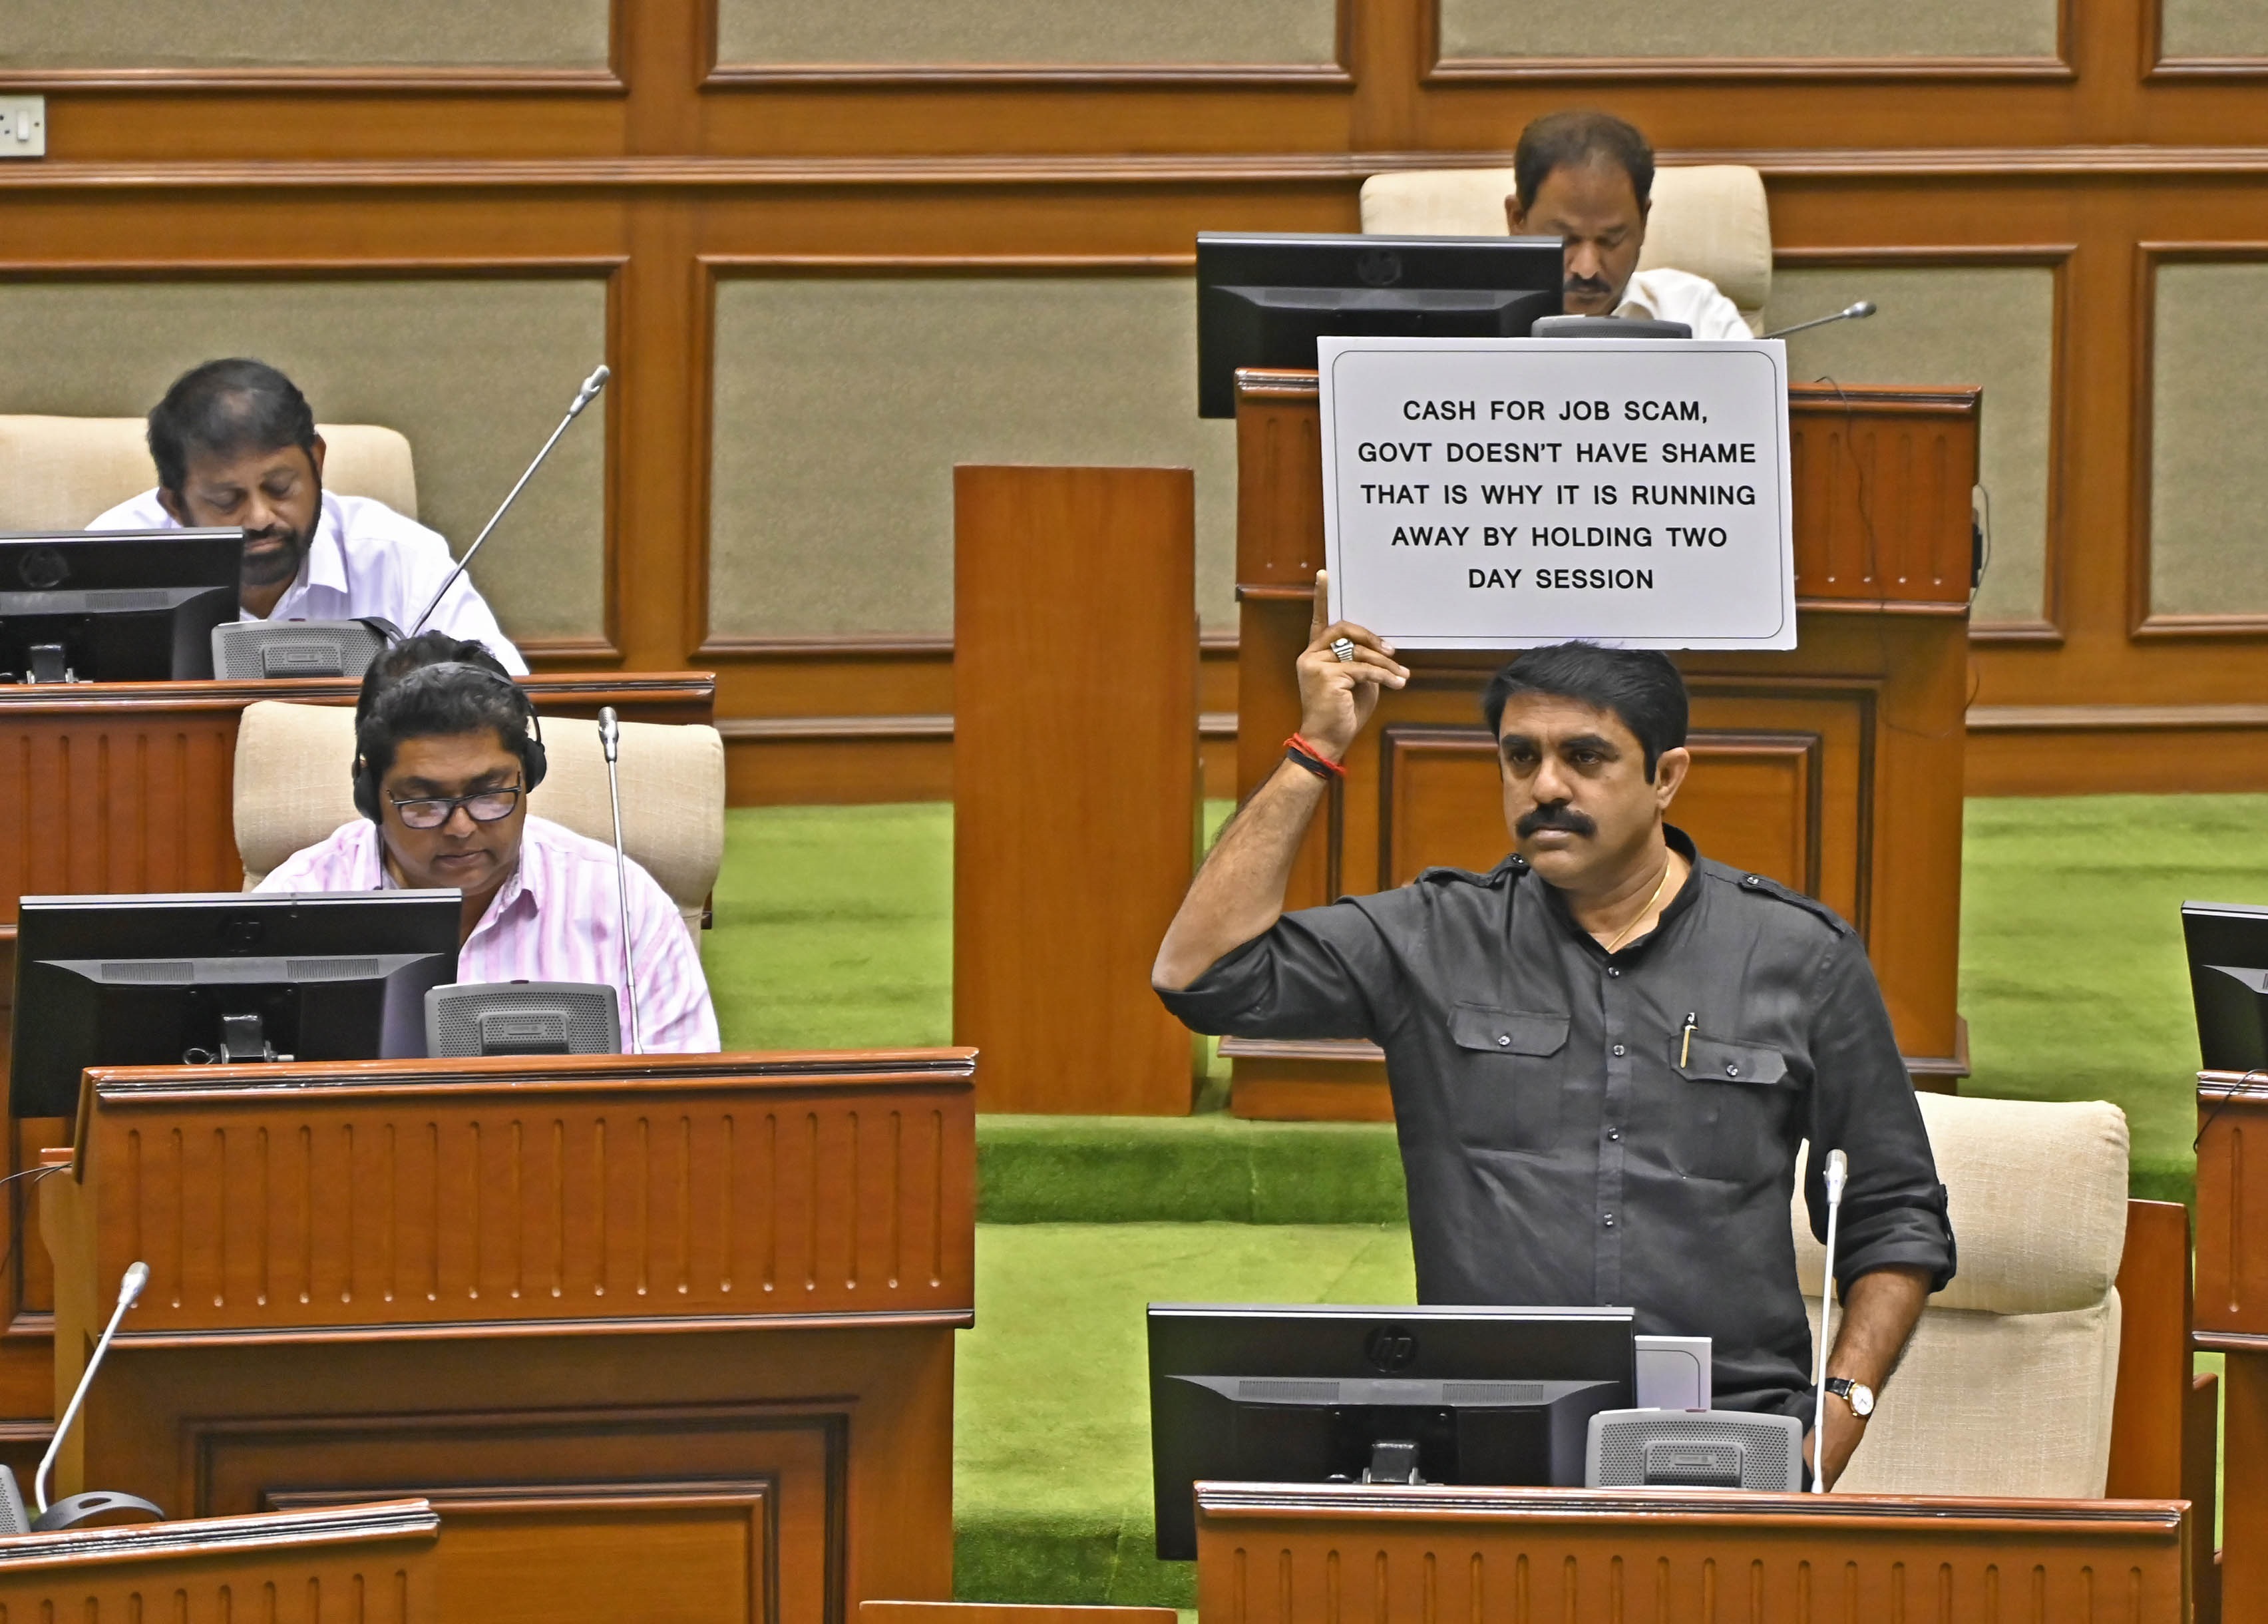 CASH FOR JOB SCAM,
GOVT DOESN'T HAVE SHAME
THAT IS WHY IT IS RUNNING
AWAY BY HOLDING TWO
DAY SESSION
hp